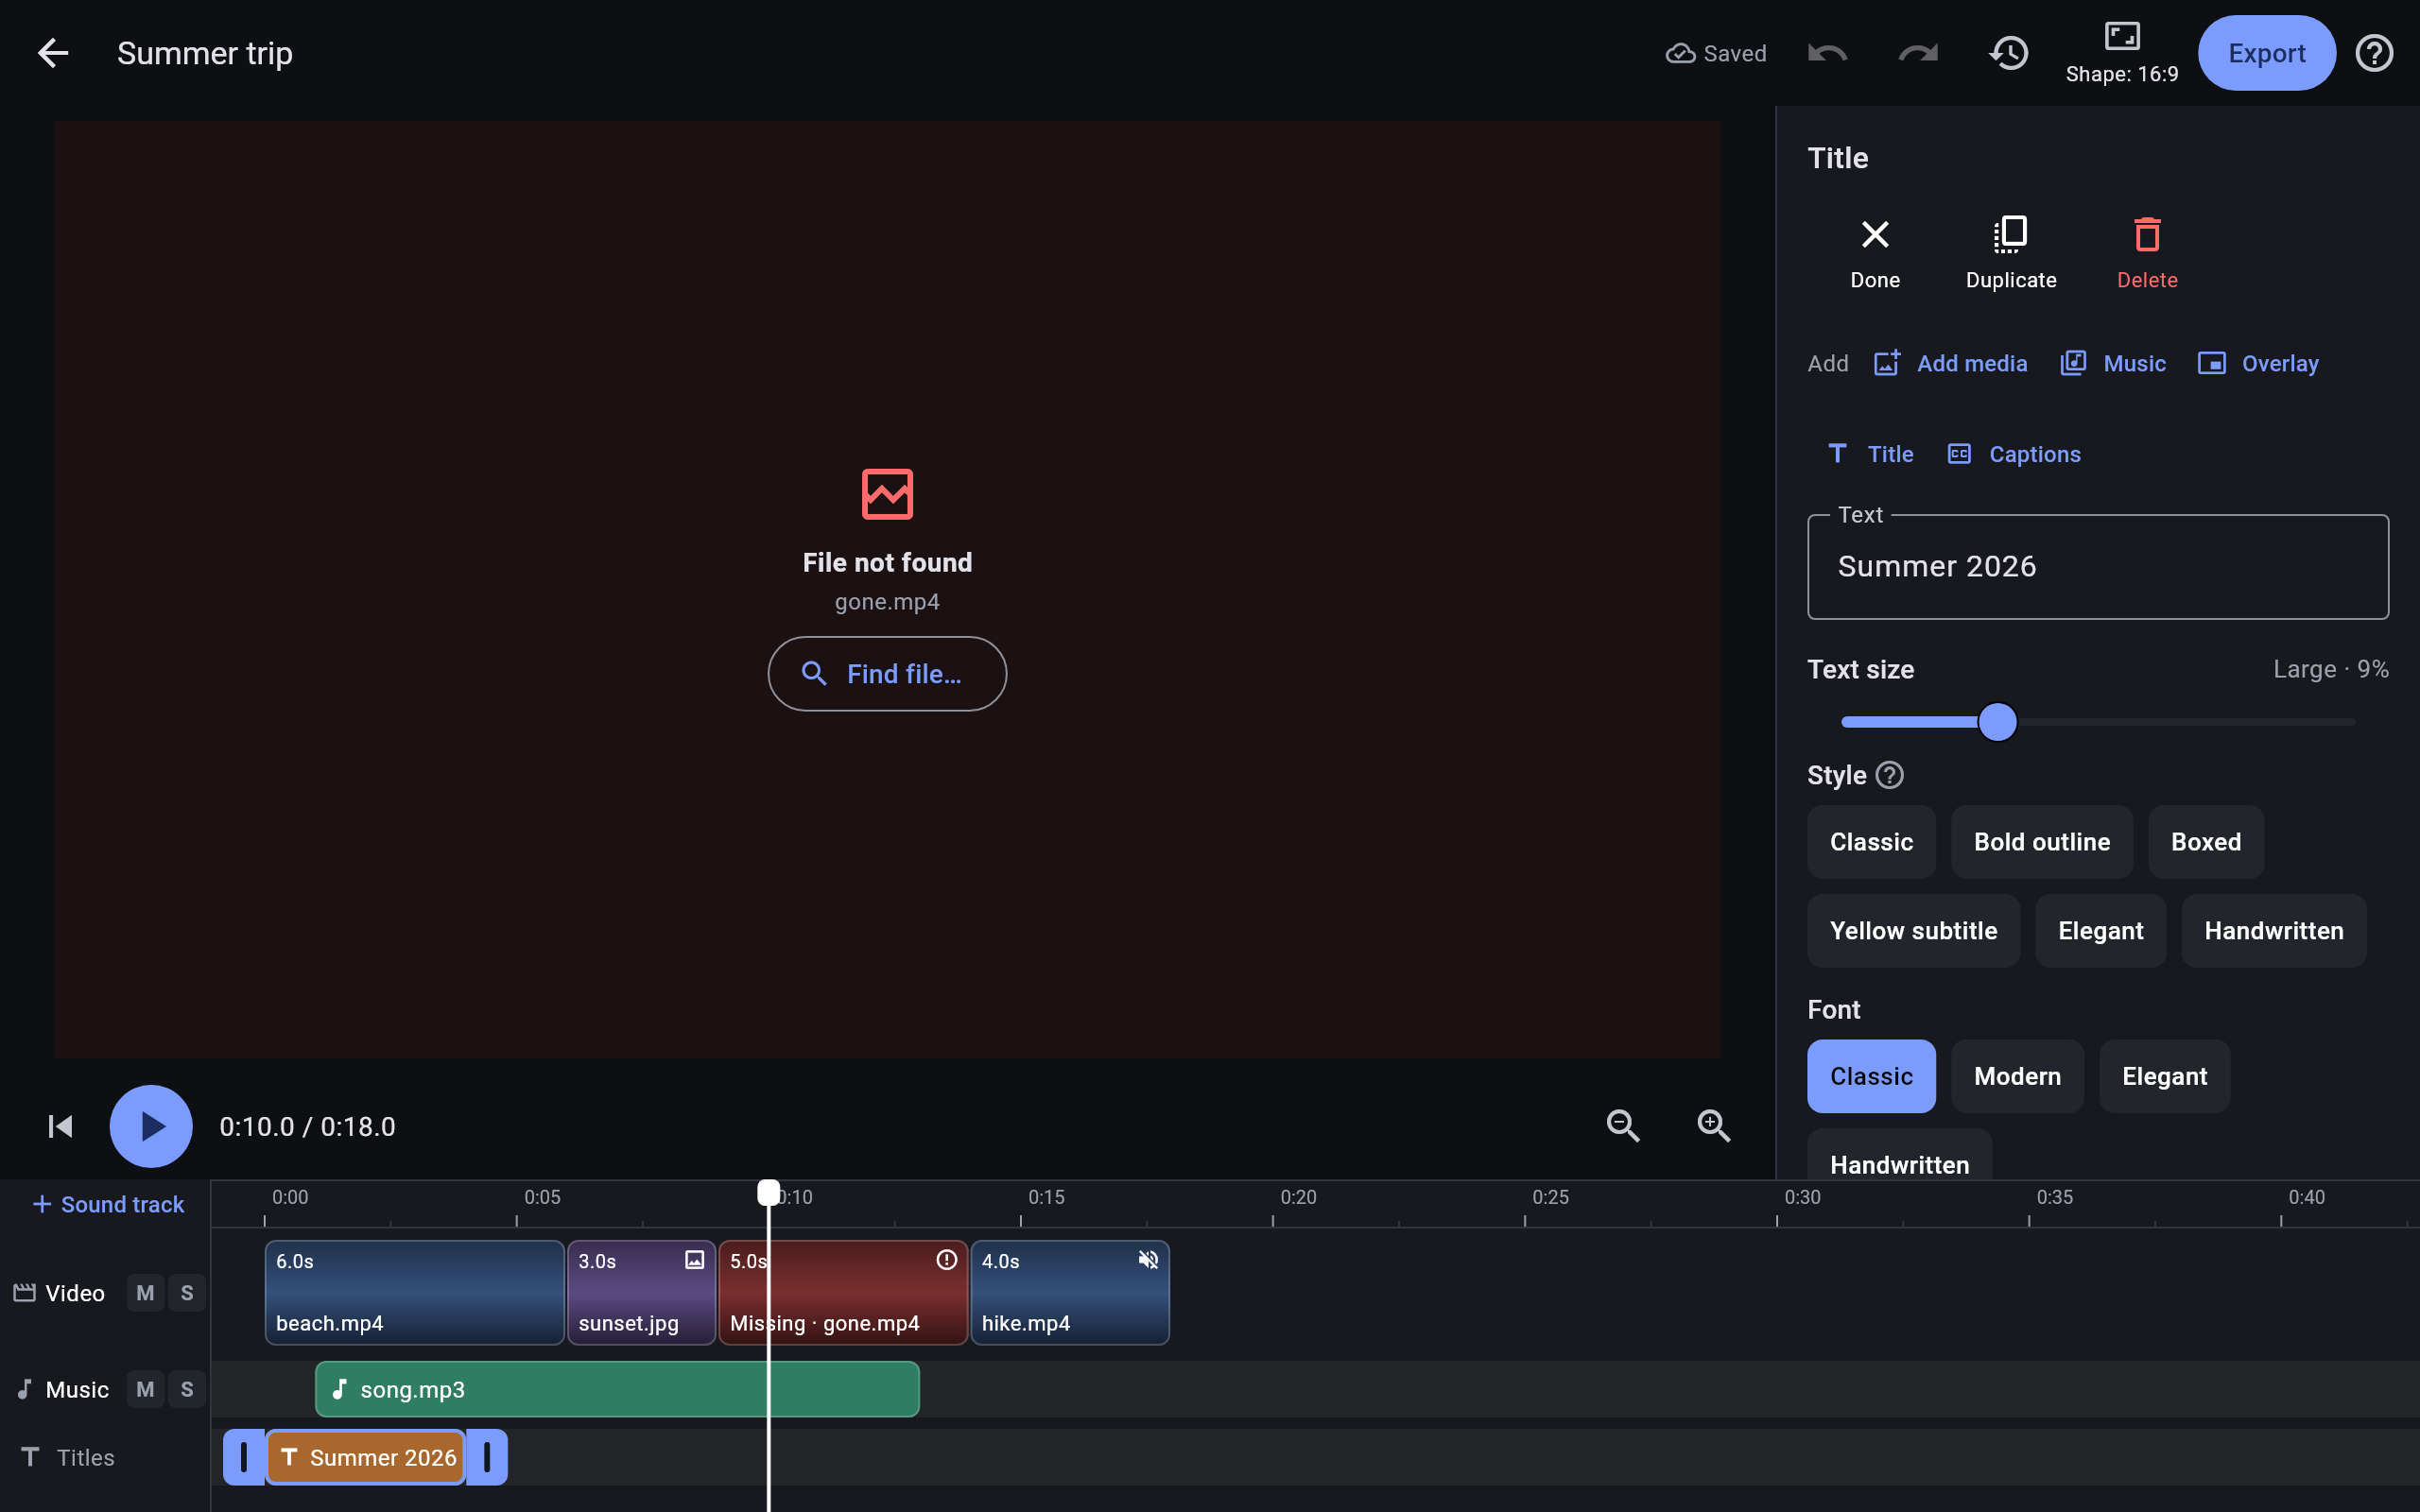 Summer trip
Saved
Shape: 16:9
Export
Title
Done
Duplicate
Delete
Add
Add media
Music
Overlay
Title
Captions
Text
Summer 2026
Text size
Large · 9%
Style
Classic
Bold outline
Boxed
Yellow subtitle
Elegant
Handwritten
Font
Classic
Modern
Elegant
Handwritten
File not found
gone.mp4
Find file…
0:10.0 / 0:18.0
+ Sound track
0:00
0:05
0:10
0:15
0:20
0:25
0:30
0:35
0:40
Video
M
S
6.0s
beach.mp4
3.0s
sunset.jpg
5.0s
Missing · gone.mp4
4.0s
hike.mp4
Music
M
S
song.mp3
Titles
Summer 2026